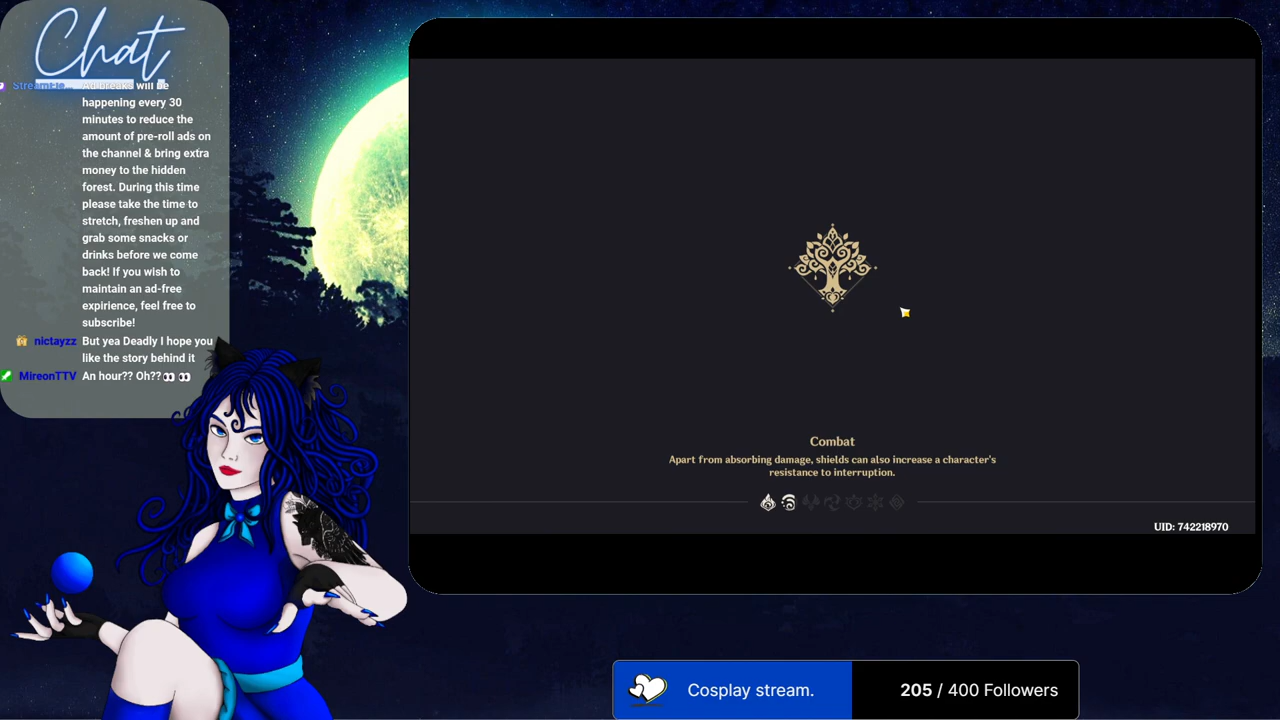 Chat
StreamEle... Ad breaks will be
happening every 30
minutes to reduce the
amount of pre-roll ads on
the channel & bring extra
money to the hidden
forest. During this time
please take the time to
stretch, freshen up and
grab some snacks or
drinks before we come
back! If you wish to
maintain an ad-free
expirience, feel free to
subscribe!
nictayzz But yea Deadly I hope you
like the story behind it
MireonTTV An hour?? Oh??👀 👀
Combat
Apart from absorbing damage, shields can also increase a character's
resistance to interruption.
UID: 742218970
Cosplay stream. 205 / 400 Followers